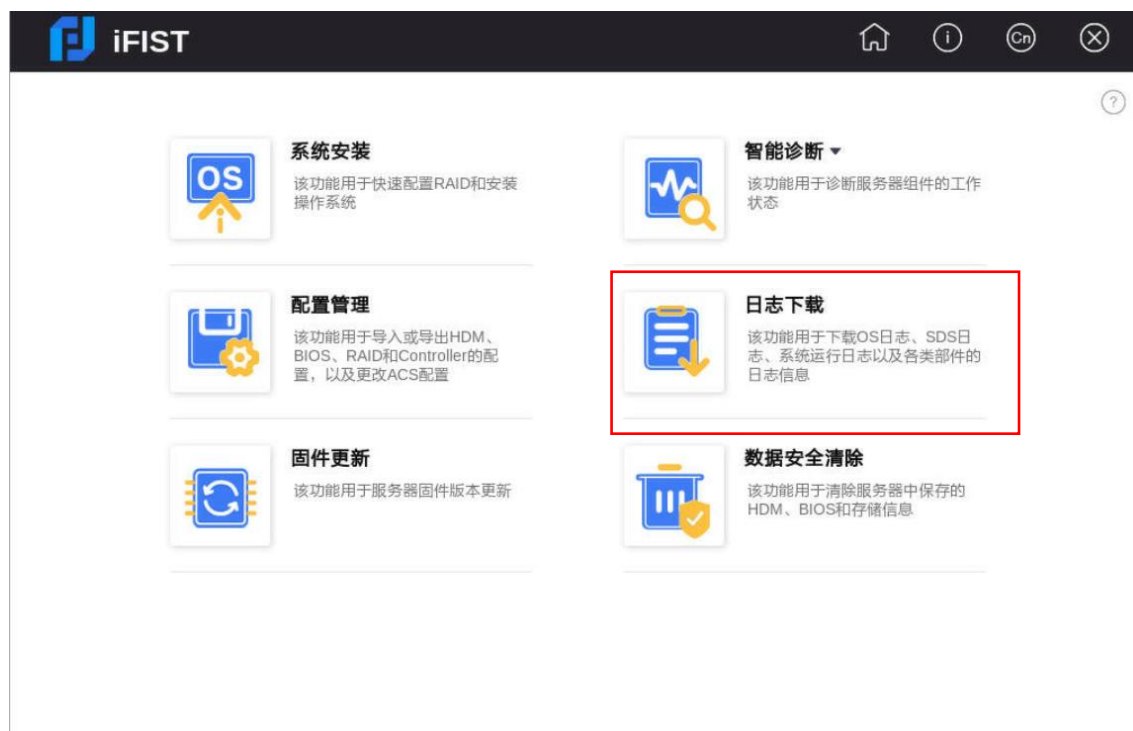 iFIST
Cn
系统安装
该功能用于快速配置RAID和安装
操作系统
智能诊断
该功能用于诊断服务器组件的工作
状态
配置管理
该功能用于导入或导出HDM、
BIOS、RAID和Controller的配
置，以及更改ACS配置
日志下载
该功能用于下载OS日志、SDS日
志、系统运行日志以及各类部件的
日志信息
固件更新
该功能用于服务器固件版本更新
数据安全清除
该功能用于清除服务器中保存的
HDM、BIOS和存储信息
OS